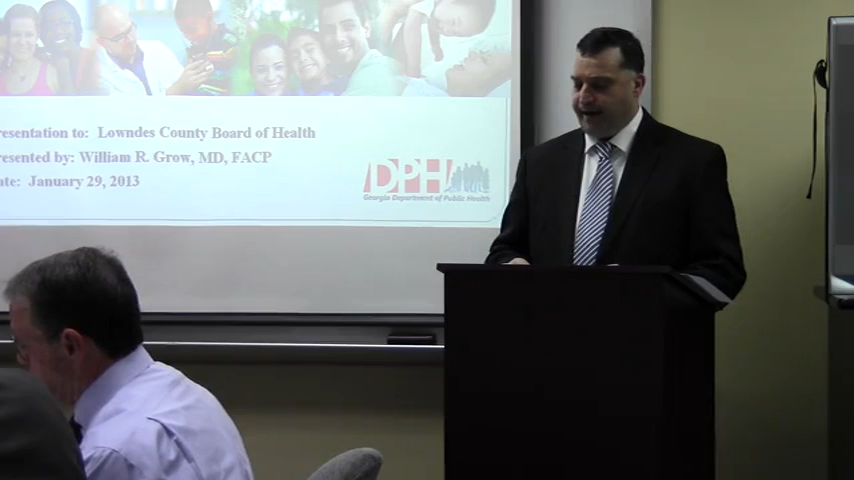 resentation to: Lowndes County Board of Health
resented by: William R. Grow, MD, FACP
ate: January 29, 2013
DPH
Georgia Department of Public Health